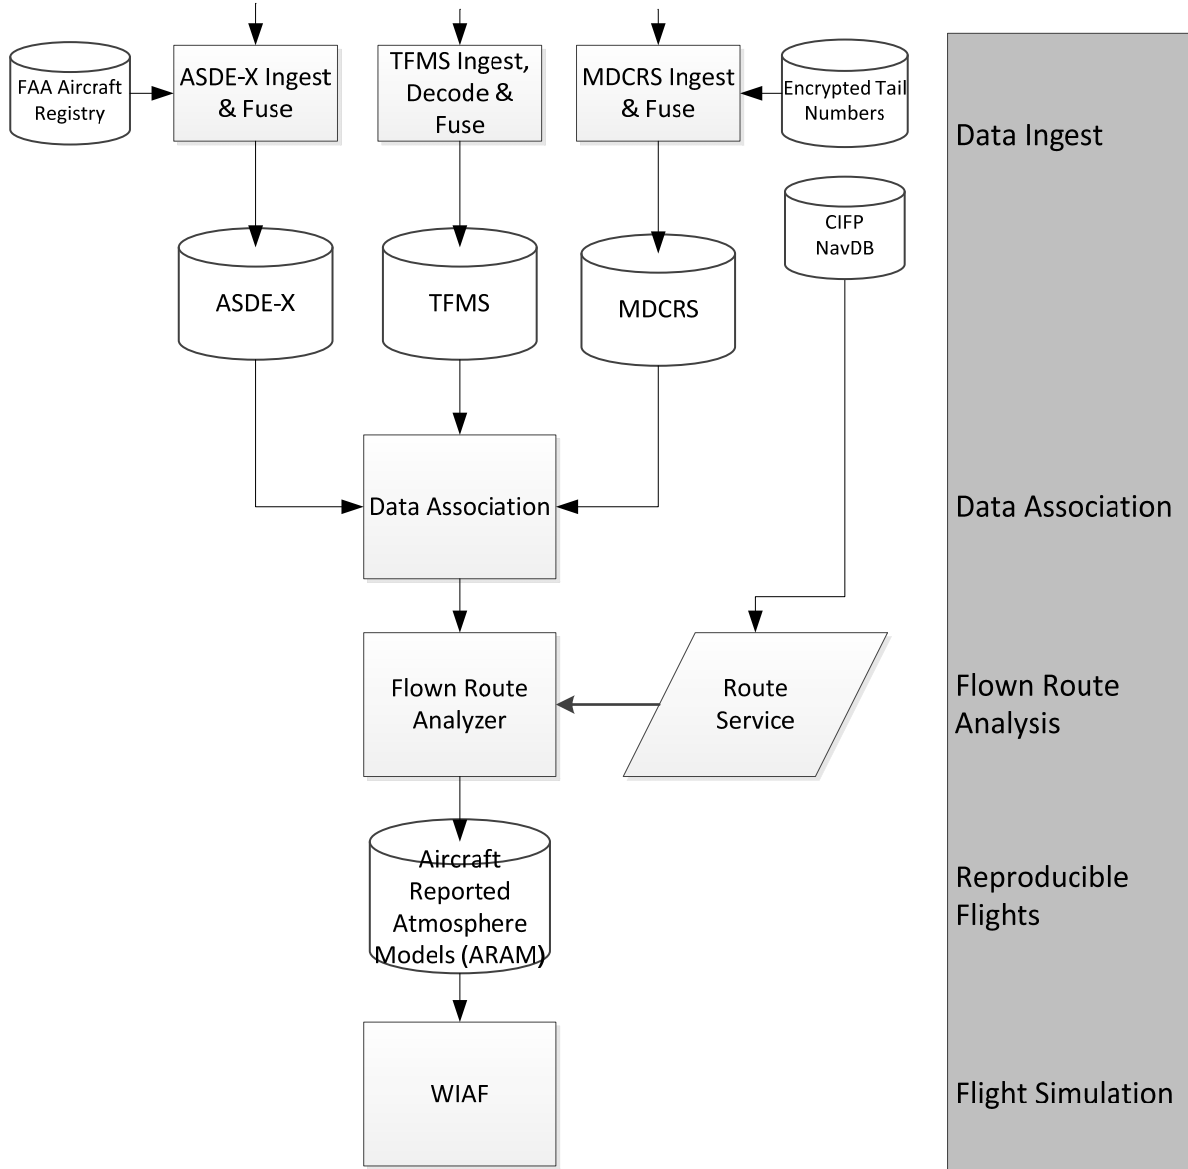 FAA Aircraft
Registry
ASDE-X Ingest
& Fuse
TFMS Ingest,
Decode &
Fuse
MDCRS Ingest
& Fuse
Encrypted Tail
Numbers
Data Ingest
CIFP
NavDB
ASDE-X
TFMS
MDCRS
Data Association
Data Association
Flown Route
Analyzer
Route
Service
Flown Route
Analysis
Aircraft
Reported
Atmosphere
Models (ARAM)
Reproducible
Flights
WIAF
Flight Simulation